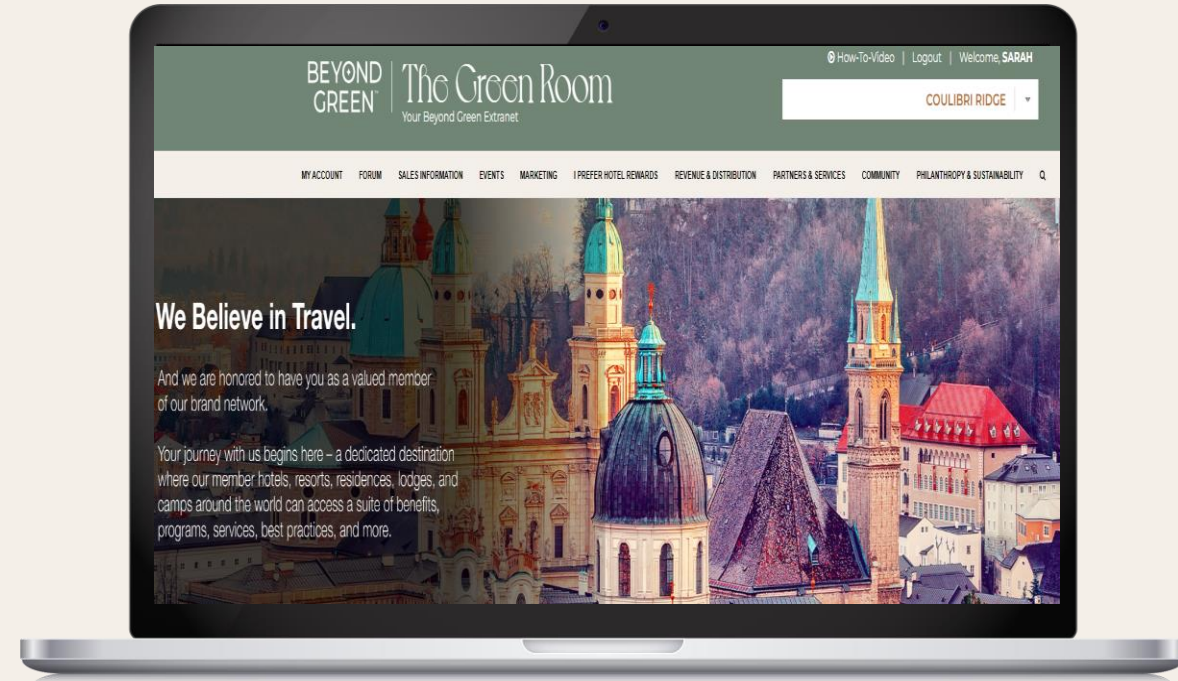 BEYOND
GREEN™
The Green Room
Your Beyond Green Extranet
How-To-Video | Logout | Welcome, SARAH
COULIBRI RIDGE
MY ACCOUNT FORUM SALES INFORMATION EVENTS MARKETING I PREFER HOTEL REWARDS REVENUE & DISTRIBUTION PARTNERS & SERVICES COMMUNITY PHILANTHROPY & SUSTAINABILITY
We Believe in Travel.
And we are honored to have you as a valued member
of our brand network.
Your journey with us begins here – a dedicated destination
where our member hotels, resorts, residences, lodges, and
camps around the world can access a suite of benefits,
programs, services, best practices, and more.